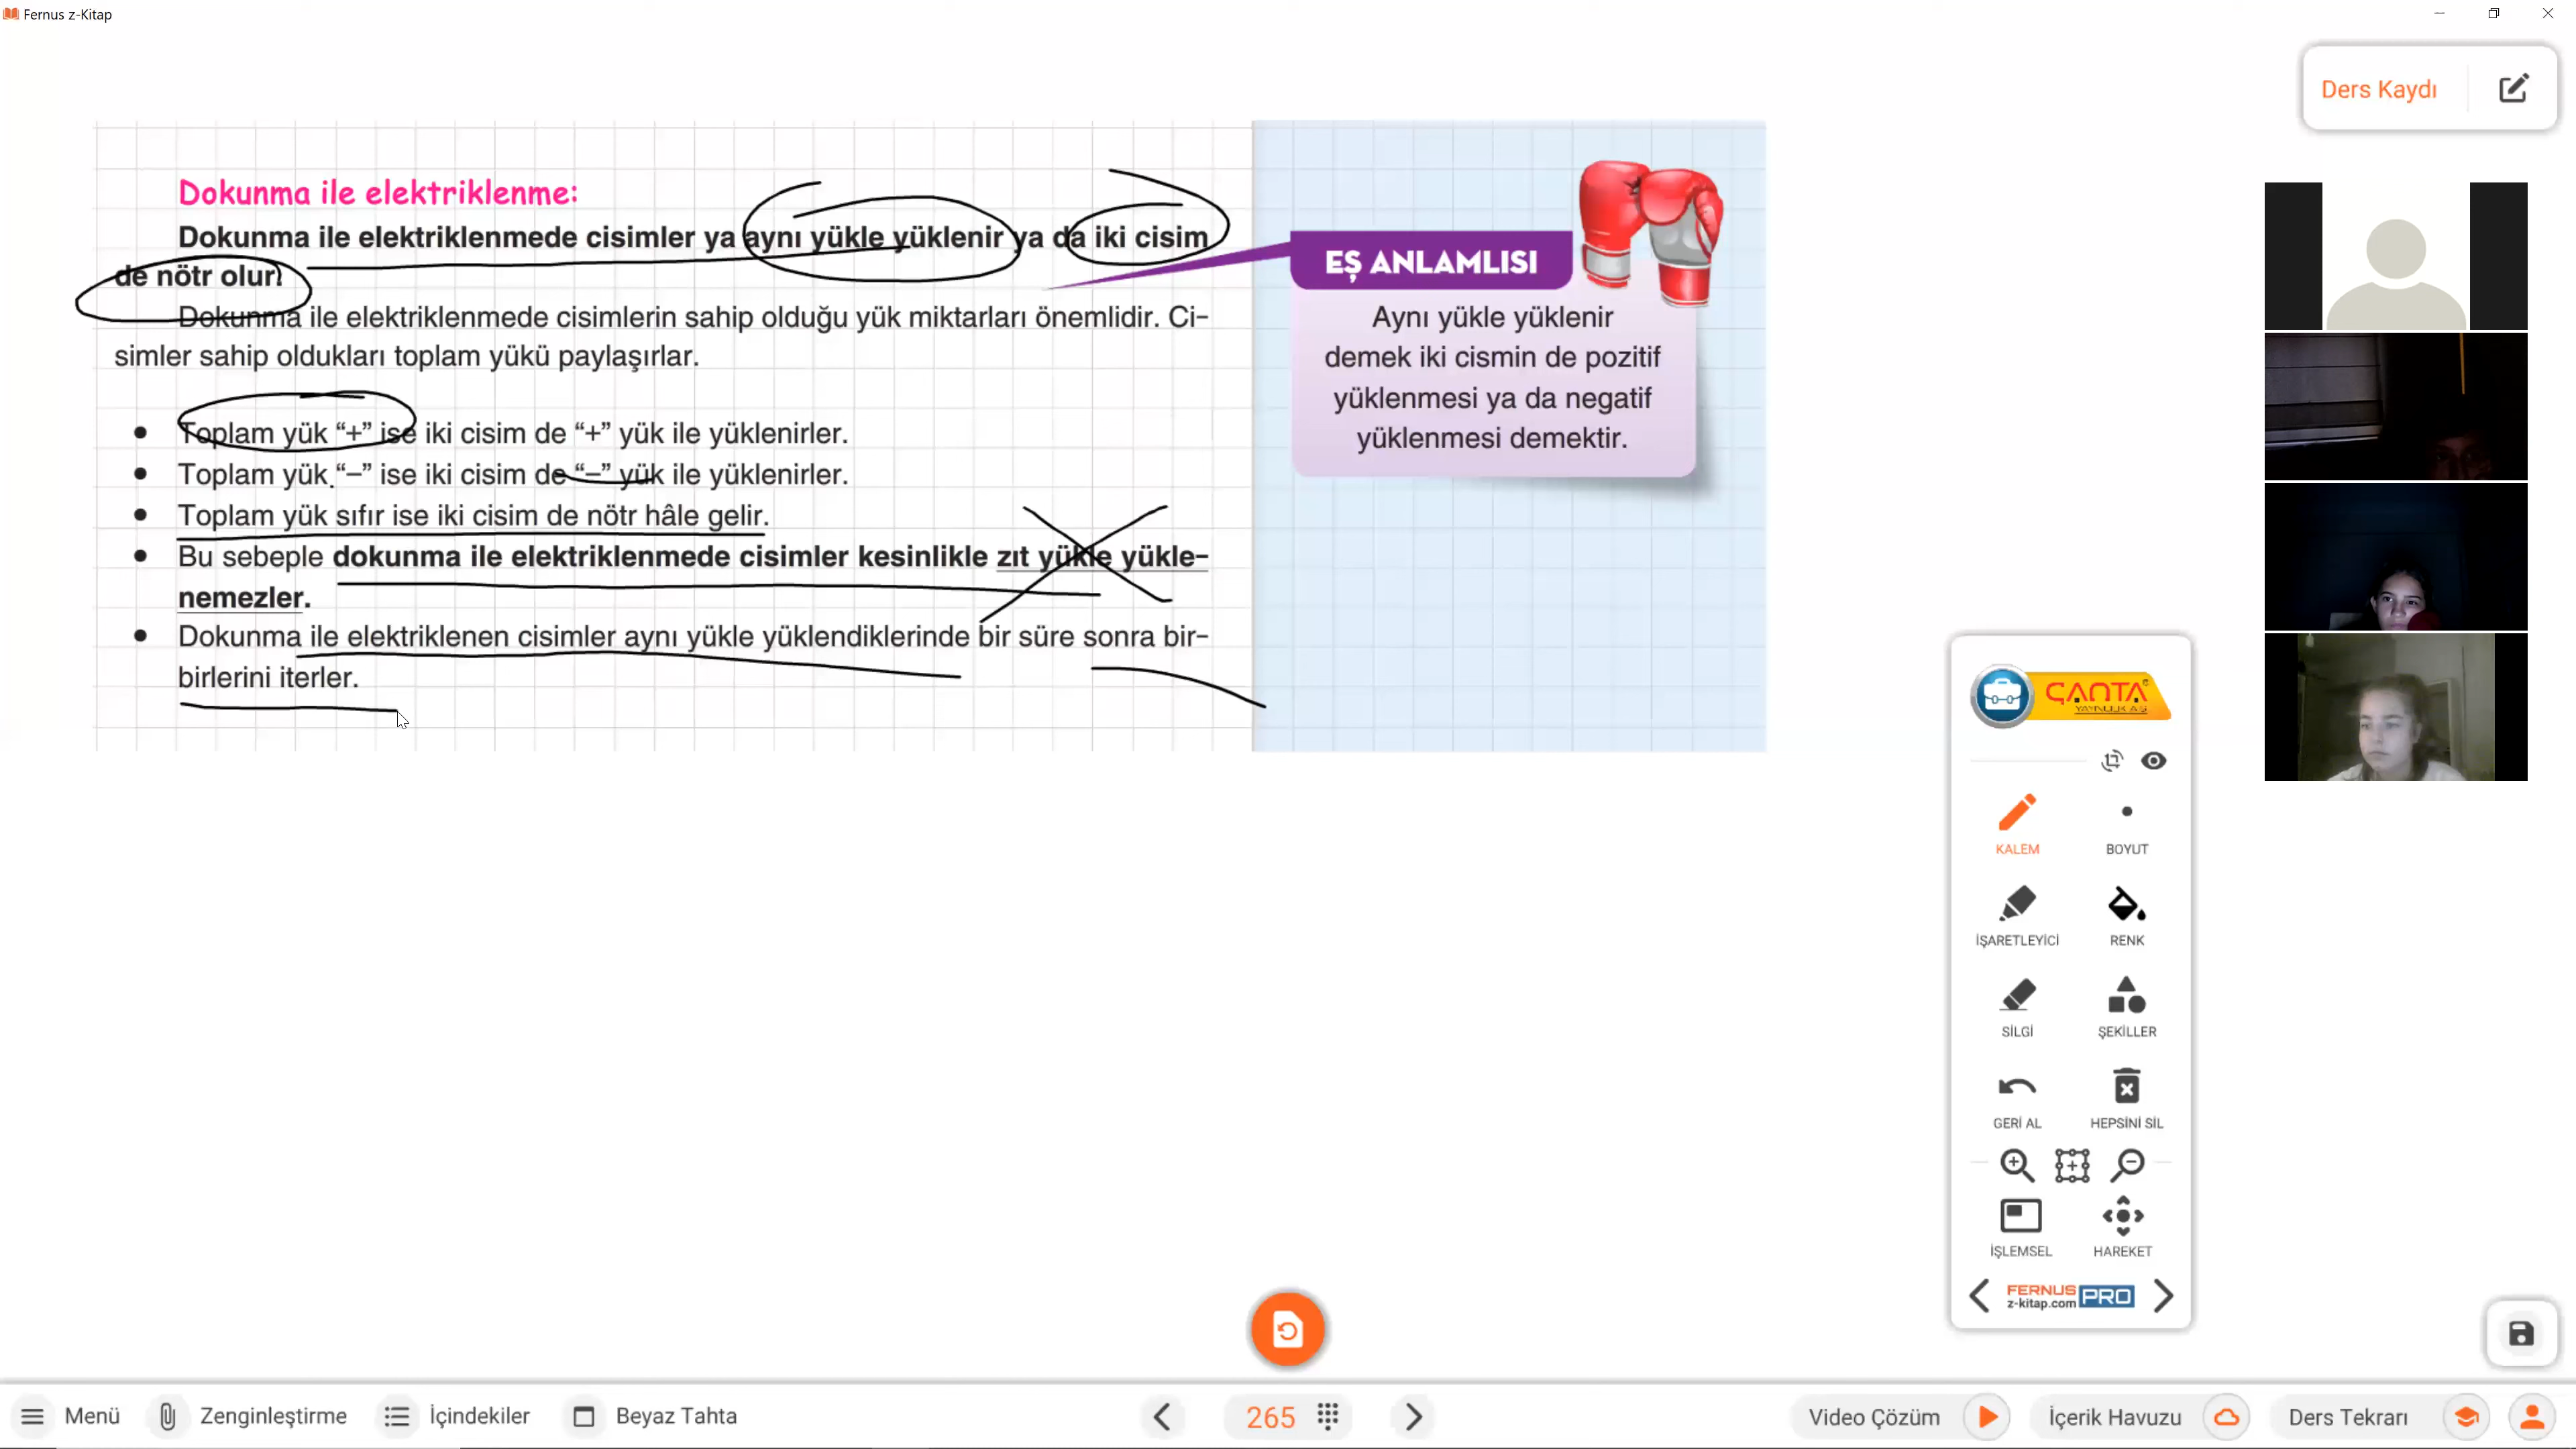 Fernus z-Kitap
Ders Kaydı
Dokunma ile elektriklenme:
Dokunma ile elektriklenmede cisimler ya aynı yükle yüklenir ya da iki cisim
de nötr olur.
Dokunma ile elektriklenmede cisimlerin sahip olduğu yük miktarları önemlidir. Ci-
simler sahip oldukları toplam yükü paylaşırlar.
• Toplam yük “+” ise iki cisim de “+” yük ile yüklenirler.
• Toplam yük “–” ise iki cisim de “–” yük ile yüklenirler.
• Toplam yük sıfır ise iki cisim de nötr hâle gelir.
• Bu sebeple dokunma ile elektriklenmede cisimler kesinlikle zıt yükle yükle-
nemezler.
• Dokunma ile elektriklenen cisimler aynı yükle yüklendiklerinde bir süre sonra bir-
birlerini iterler.
EŞ ANLAMLISI
Aynı yükle yüklenir
demek iki cismin de pozitif
yüklenmesi ya da negatif
yüklenmesi demektir.
ÇANTA
YAYINCILIK A.Ş.
KALEM
BOYUT
İŞARETLEYİCİ
RENK
SİLGİ
ŞEKİLLER
GERİ AL
HEPSİNİ SİL
İŞLEMSEL
HAREKET
FERNUS
z-kitap.com
PRO
Menü
Zenginleştirme
İçindekiler
Beyaz Tahta
265
Video Çözüm
İçerik Havuzu
Ders Tekrarı